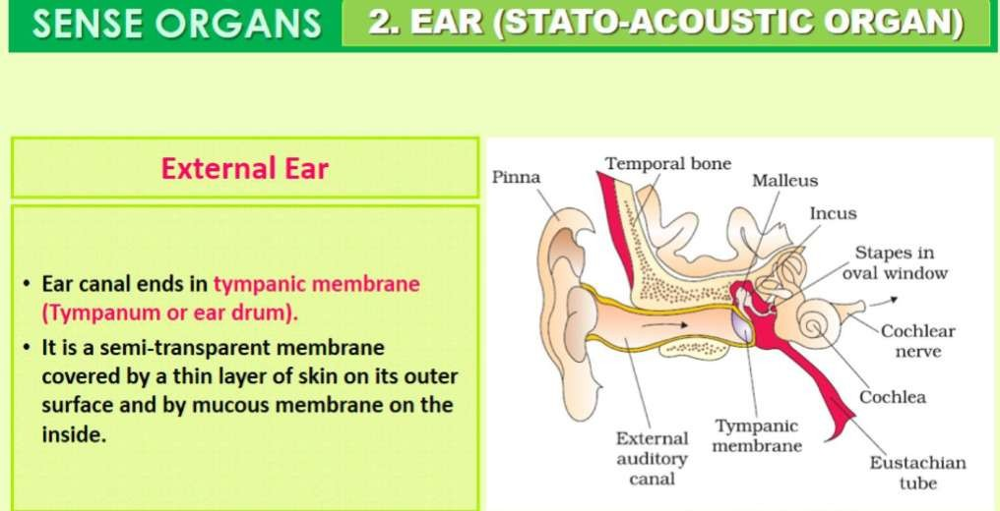 SENSE ORGANS
2. EAR (STATO-ACOUSTIC ORGAN)
External Ear
• Ear canal ends in tympanic membrane
(Tympanum or ear drum).
• It is a semi-transparent membrane
covered by a thin layer of skin on its outer
surface and by mucous membrane on the
inside.
Pinna
Temporal bone
Malleus
Incus
Stapes in
oval window
Cochlear
nerve
Cochlea
Eustachian
tube
Tympanic
membrane
External
auditory
canal